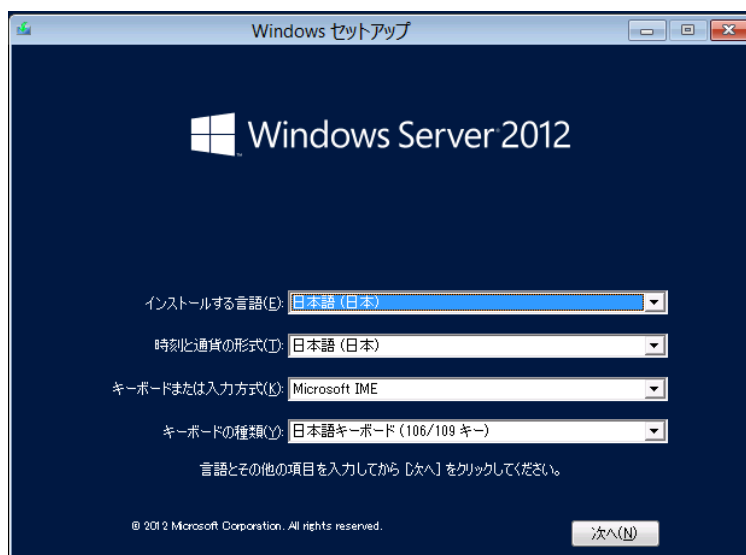 Windows セットアップ
Windows Server 2012
インストールする言語(E): 日本語 (日本)
時刻と通貨の形式(T): 日本語 (日本)
キーボードまたは入力方式(K): Microsoft IME
キーボードの種類(Y): 日本語キーボード (106/109 キー)
言語とその他の項目を入力してから [次へ] をクリックしてください。
© 2012 Microsoft Corporation. All rights reserved.
次へ(N)